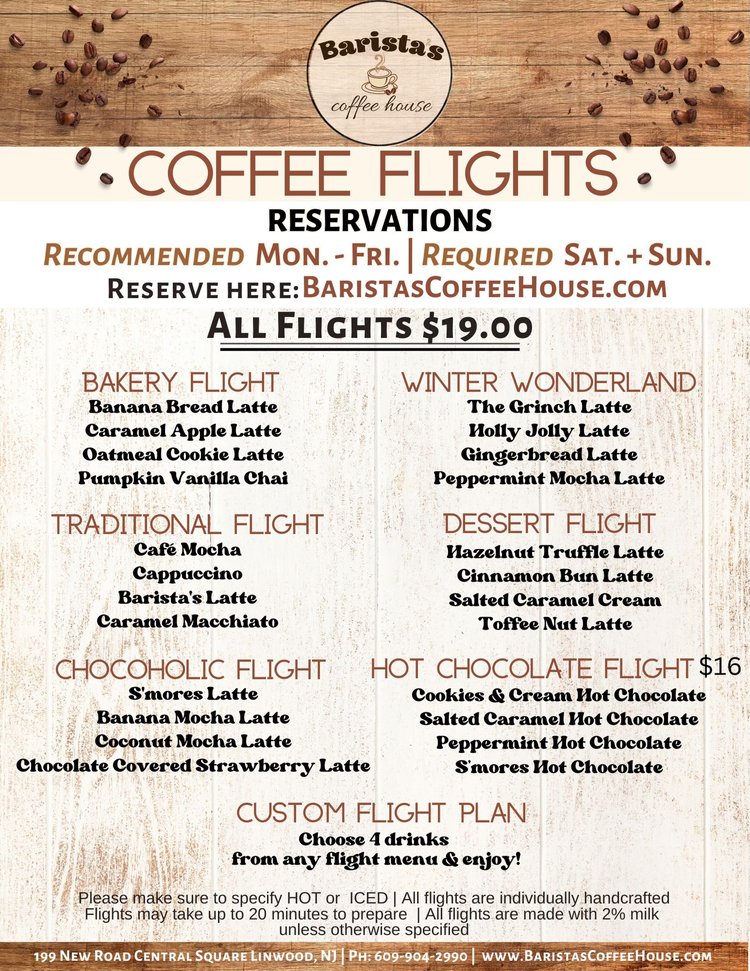 Barista's
coffee house
COFFEE FLIGHTS
RESERVATIONS
RECOMMENDED MON. - FRI. | REQUIRED SAT. + SUN.
RESERVE HERE: BARISTASCOFFEEHOUSE.COM
ALL FLIGHTS $19.00
BAKERY FLIGHT
Banana Bread Latte
Caramel Apple Latte
Oatmeal Cookie Latte
Pumpkin Vanilla Chai
WINTER WONDERLAND
The Grinch Latte
Holly Jolly Latte
Gingerbread Latte
Peppermint Mocha Latte
TRADITIONAL FLIGHT
Café Mocha
Cappuccino
Barista's Latte
Caramel Macchiato
DESSERT FLIGHT
Hazelnut Truffle Latte
Cinnamon Bun Latte
Salted Caramel Cream
Toffee Nut Latte
CHOCOHOLIC FLIGHT
S'mores Latte
Banana Mocha Latte
Coconut Mocha Latte
Chocolate Covered Strawberry Latte
HOT CHOCOLATE FLIGHT $16
Cookies & Cream Hot Chocolate
Salted Caramel Hot Chocolate
Peppermint Hot Chocolate
S'mores Hot Chocolate
CUSTOM FLIGHT PLAN
Choose 4 drinks
from any flight menu & enjoy!
Please make sure to specify HOT or ICED | All flights are individually handcrafted
Flights may take up to 20 minutes to prepare | All flights are made with 2% milk
unless otherwise specified
199 NEW ROAD CENTRAL SQUARE LINWOOD, NJ | PH: 609-904-2990 | WWW.BARISTASCOFFEEHOUSE.COM